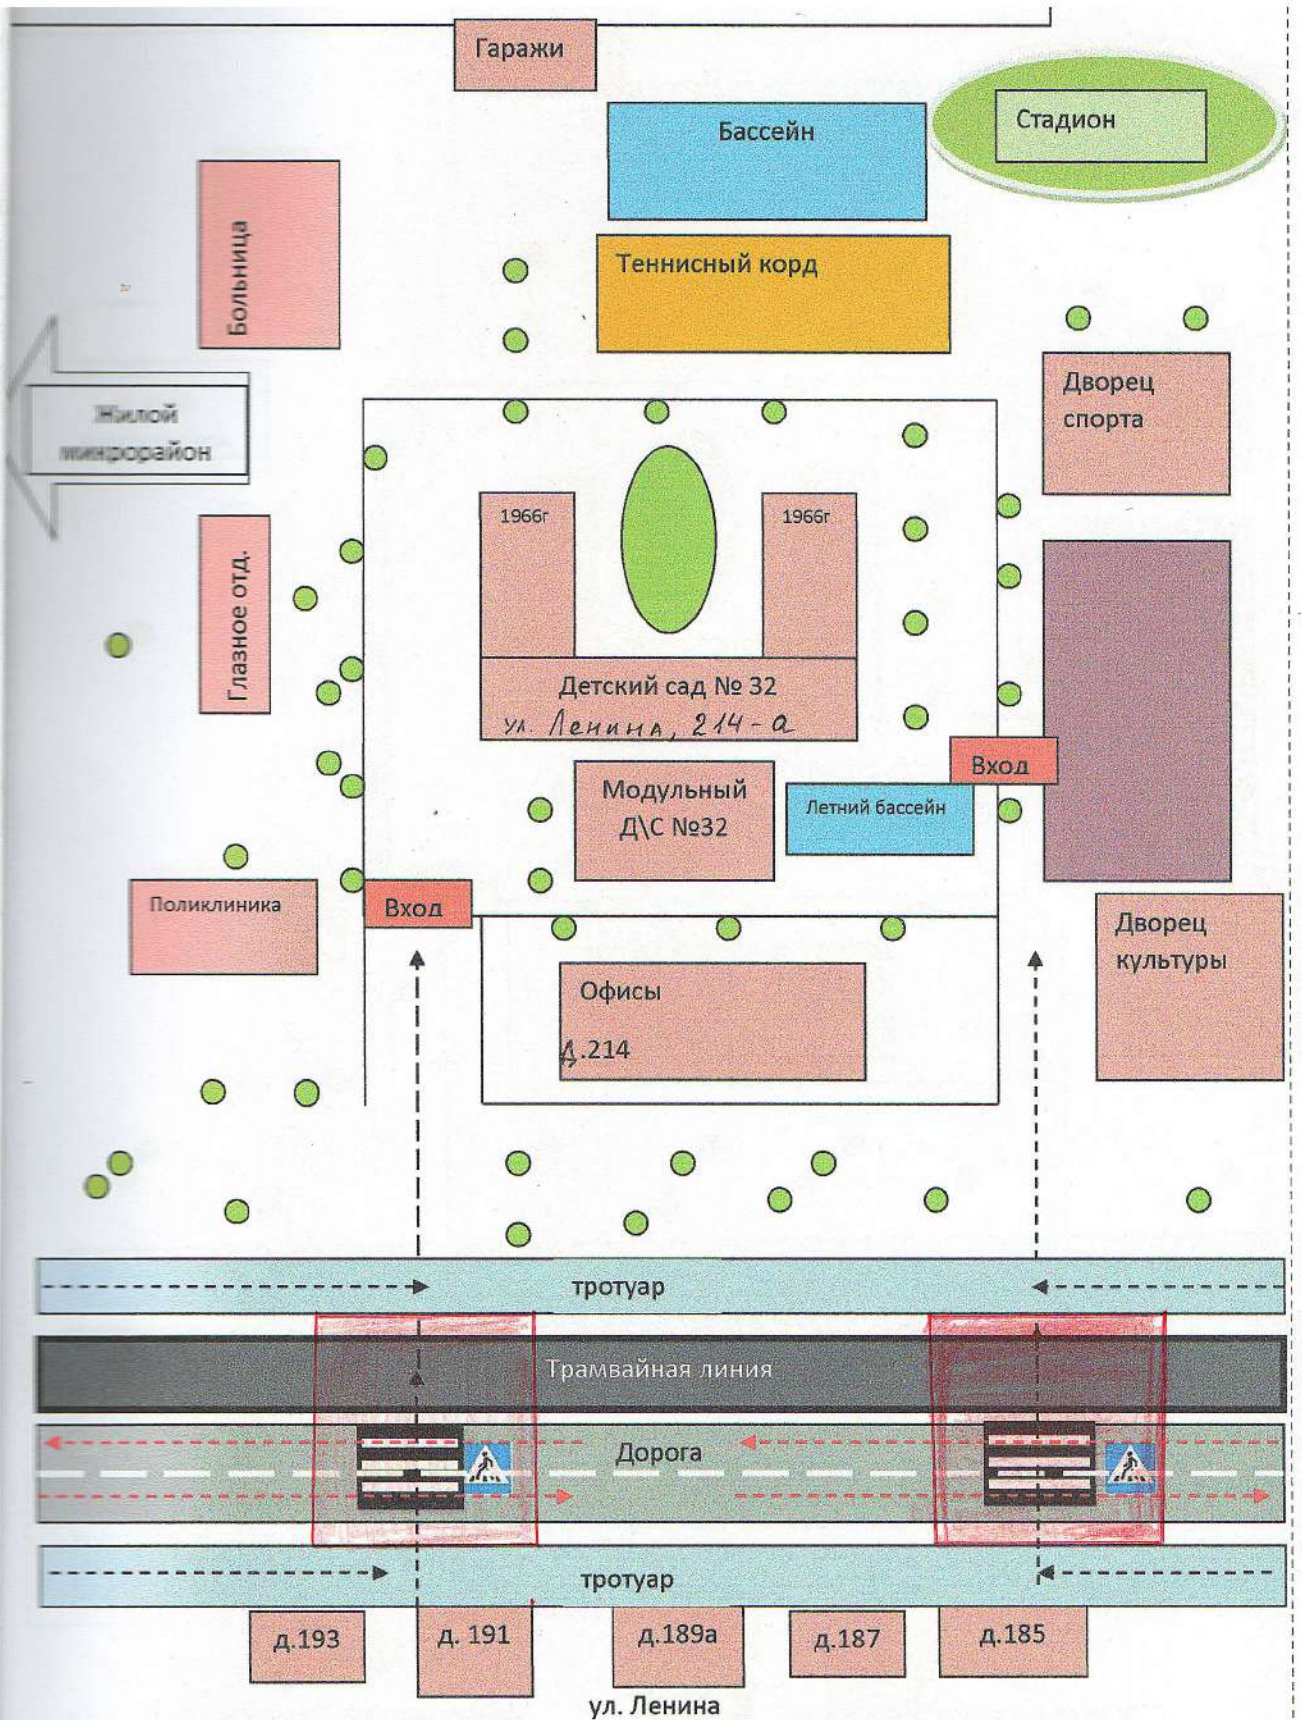 Гаражи
Бассейн
Стадион
Больница
Теннисный корд
Жилой
микрорайон
Дворец
спорта
1966г
1966г
Глазное отд.
Детский сад № 32
ул. Ленина, 214-а
Вход
Модульный
Д\С №32
Летний бассейн
Поликлиника
Вход
Дворец
культуры
Офисы
д.214
тротуар
Трамвайная линия
Дорога
тротуар
д.193
д. 191
д.189а
д.187
д.185
ул. Ленина